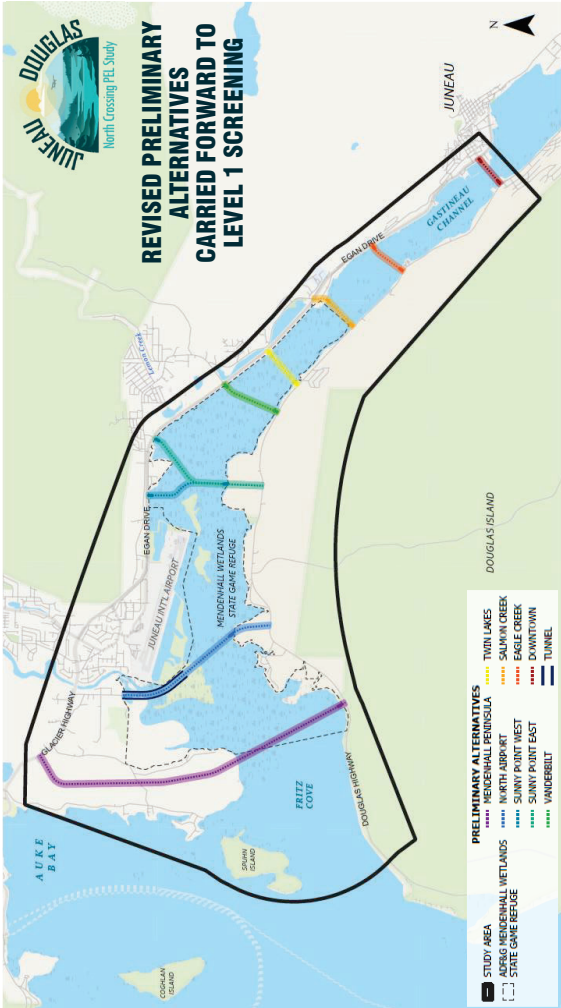 JUNEAU DOUGLAS
North Crossing PEL Study
REVISED PRELIMINARY
ALTERNATIVES
CARRIED FORWARD TO
LEVEL 1 SCREENING
N
JUNEAU
GASTINEAU
CHANNEL
EGAN DRIVE
Lemon Creek
EGAN DRIVE
JUNEAU INT'L AIRPORT
MENDENHALL WETLANDS
STATE GAME REFUGE
DOUGLAS ISLAND
GLACIER HIGHWAY
DOUGLAS HIGHWAY
FRITZ
COVE
AUKE
BAY
SPUHN
ISLAND
COGHLAN
ISLAND
STUDY AREA
ADF&G MENDENHALL WETLANDS
STATE GAME REFUGE
PRELIMINARY ALTERNATIVES
MENDENHALL PENINSULA
NORTH AIRPORT
SUNNY POINT WEST
SUNNY POINT EAST
VANDERBILT
TWIN LAKES
SALMON CREEK
EAGLE CREEK
DOWNTOWN
TUNNEL